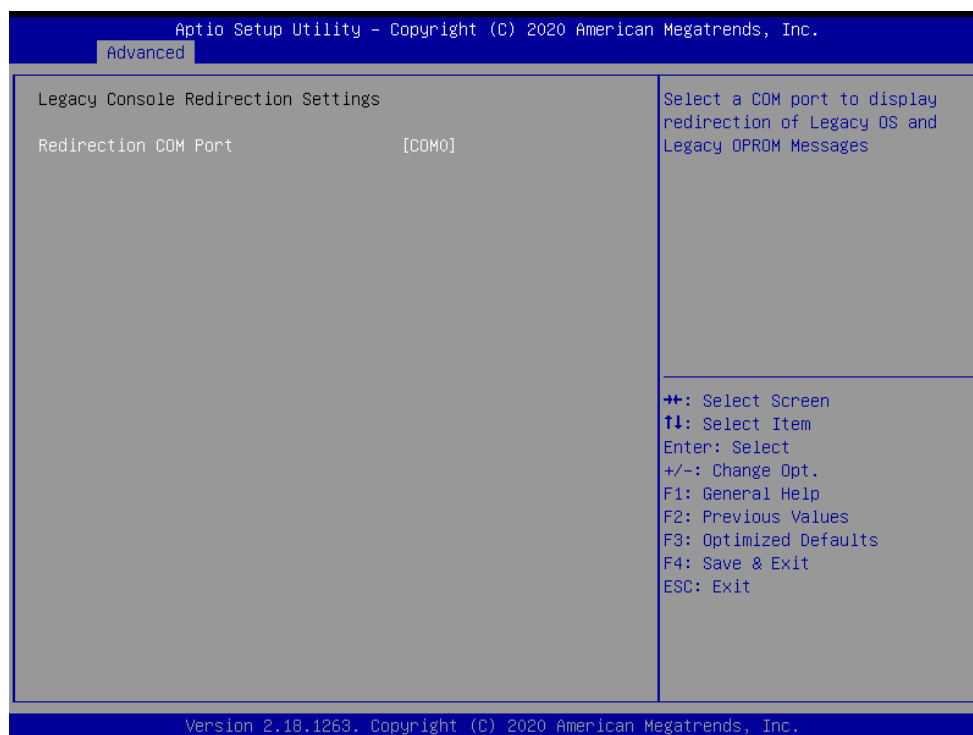 Aptio Setup Utility – Copyright (C) 2020 American Megatrends, Inc.
Advanced
Legacy Console Redirection Settings
Redirection COM Port [COM0]
Select a COM port to display
redirection of Legacy OS and
Legacy OPROM Messages
→←: Select Screen
↑↓: Select Item
Enter: Select
+/-: Change Opt.
F1: General Help
F2: Previous Values
F3: Optimized Defaults
F4: Save & Exit
ESC: Exit
Version 2.18.1263. Copyright (C) 2020 American Megatrends, Inc.